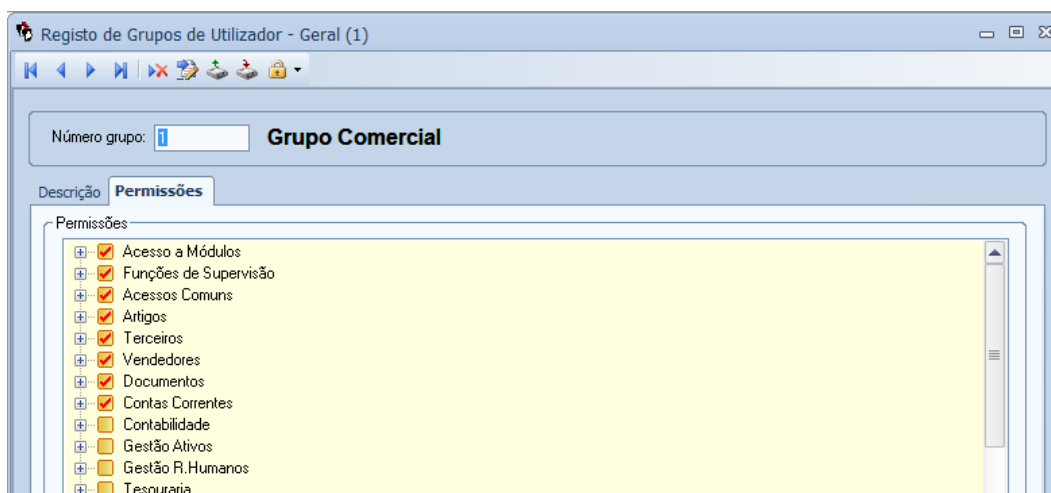 Registo de Grupos de Utilizador - Geral (1)
Número grupo: 1 Grupo Comercial
Descrição Permissões
Permissões
Acesso a Módulos
Funções de Supervisão
Acessos Comuns
Artigos
Terceiros
Vendedores
Documentos
Contas Correntes
Contabilidade
Gestão Ativos
Gestão R.Humanos
Tesouraria